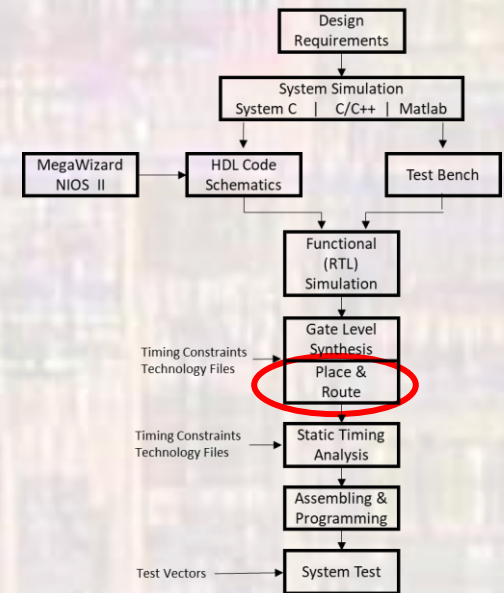 Design
Requirements
System Simulation
System C | C/C++ | Matlab
MegaWizard
NIOS II
HDL Code
Schematics
Test Bench
Functional
(RTL)
Simulation
Gate Level
Synthesis
Timing Constraints
Technology Files
Place &
Route
Timing Constraints
Technology Files
Static Timing
Analysis
Assembling &
Programming
Test Vectors
System Test